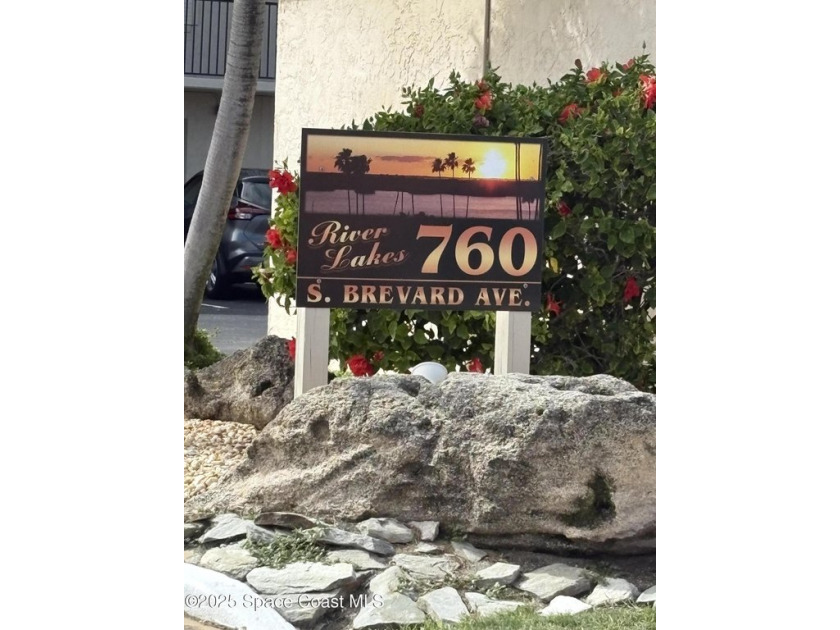 River
Lakes
760
S. BREVARD AVE.
©2025 Space Coast MLS